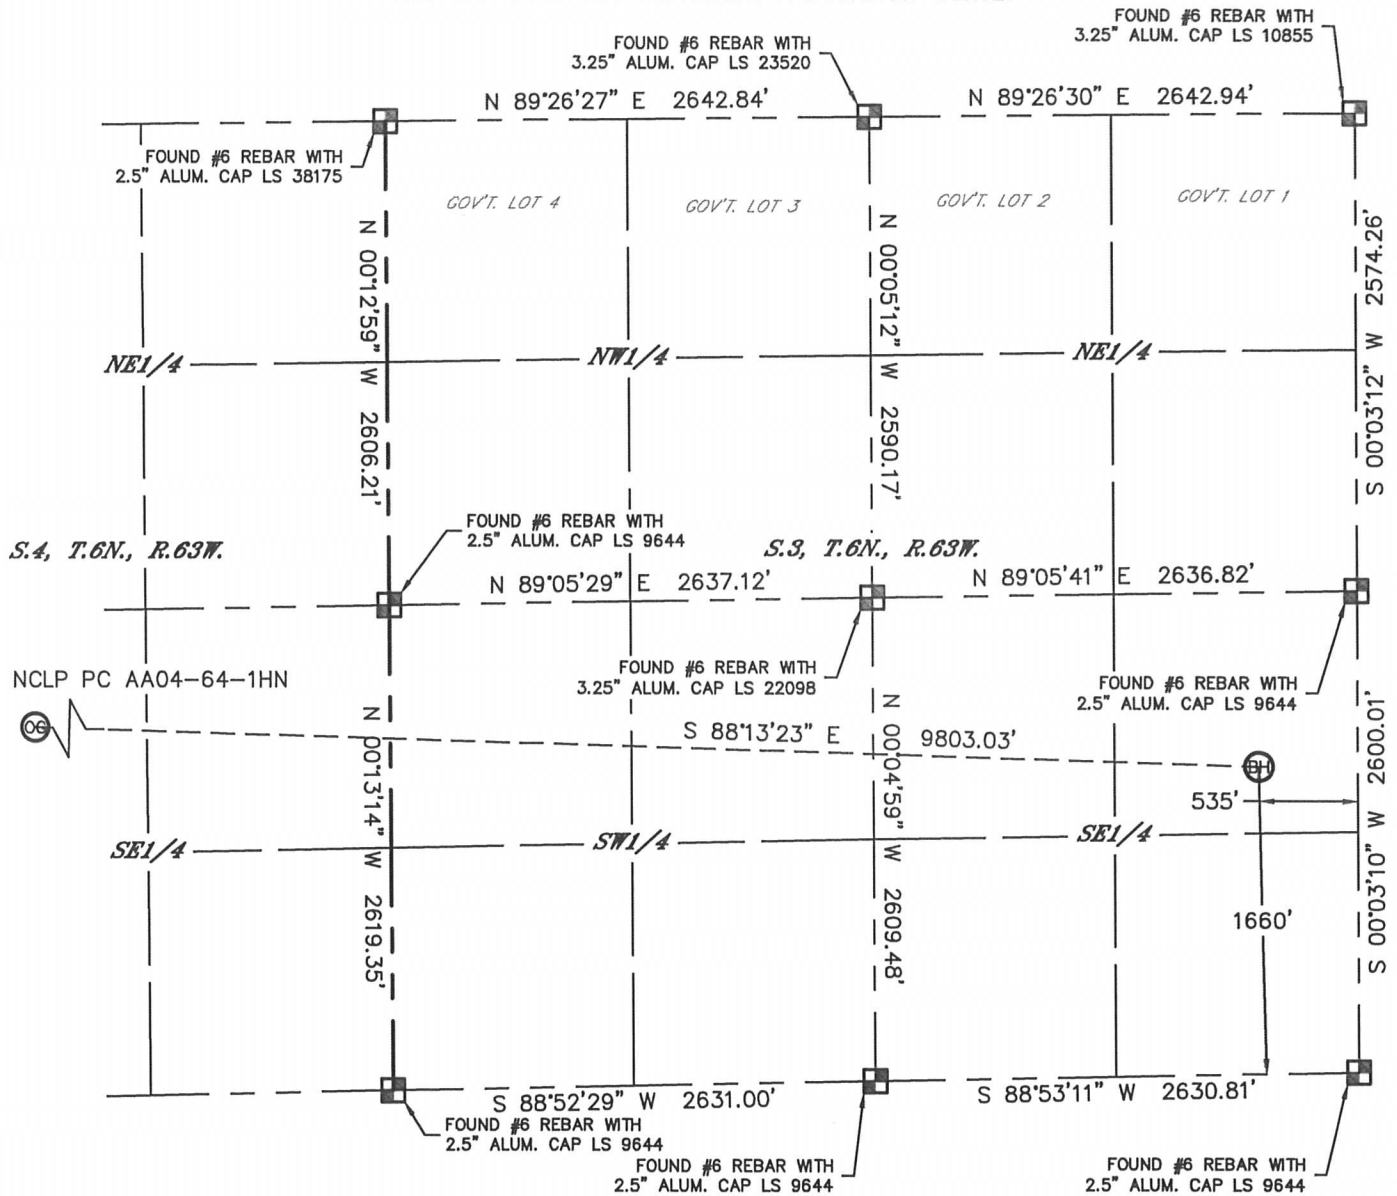 FOUND #6 REBAR WITH
3.25" ALUM. CAP LS 10855
FOUND #6 REBAR WITH
3.25" ALUM. CAP LS 23520
N 89°26'27" E 2642.84'
N 89°26'30" E 2642.94'
FOUND #6 REBAR WITH
2.5" ALUM. CAP LS 38175
GOV'T. LOT 4
GOV'T. LOT 3
GOV'T. LOT 2
GOV'T. LOT 1
N 00°12'59" W 2606.21'
N 00°05'12" W 2590.17'
S 00°03'12" W 2574.26'
NE1/4
NW1/4
NE1/4
FOUND #6 REBAR WITH
2.5" ALUM. CAP LS 9644
S.4, T.6N., R.63W.
S.3, T.6N., R.63W.
N 89°05'29" E 2637.12'
N 89°05'41" E 2636.82'
FOUND #6 REBAR WITH
3.25" ALUM. CAP LS 22098
FOUND #6 REBAR WITH
2.5" ALUM. CAP LS 9644
NCLP PC AA04-64-1HN
OG
S 88°13'23" E 9803.03'
BH
535'
N 00°13'14" W 2619.35'
N 00°04'59" W 2609.48'
S 00°03'10" W 2600.01'
SE1/4
SW1/4
SE1/4
1660'
S 88°52'29" W 2631.00'
S 88°53'11" W 2630.81'
FOUND #6 REBAR WITH
2.5" ALUM. CAP LS 9644
FOUND #6 REBAR WITH
2.5" ALUM. CAP LS 9644
FOUND #6 REBAR WITH
2.5" ALUM. CAP LS 9644